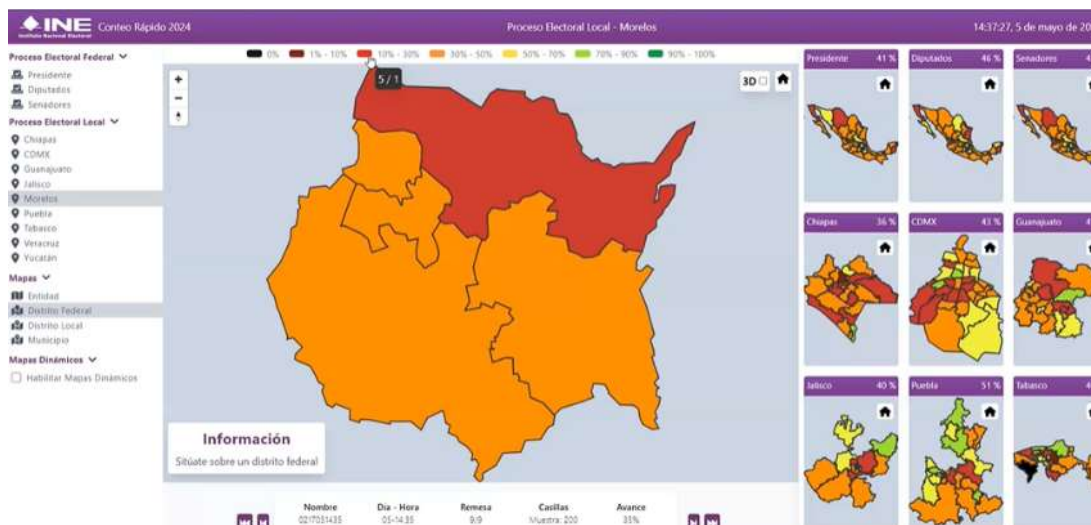 INE Conteo Rápido 2024
Instituto Nacional Electoral
Proceso Electoral Local - Morelos
14:37:27, 5 de mayo de 20
Proceso Electoral Federal
Presidente
Diputados
Senadores
Proceso Electoral Local
Chiapas
CDMX
Guanajuato
Jalisco
Morelos
Puebla
Tabasco
Veracruz
Yucatán
Mapas
Entidad
Distrito Federal
Distrito Local
Municipio
Mapas Dinámicos
Habilitar Mapas Dinámicos
0% 1% - 10% 10% - 30% 30% - 50% 50% - 70% 70% - 90% 90% - 100%
5 / 1
3D
Información
Sitúate sobre un distrito federal
Nombre Día - Hora Remesa Casillas Avance
0217051435 05-14:35 9/9 Muestra: 200 35%
Presidente 41 % Diputados 46 % Senadores 4
Chiapas 36 % CDMX 43 % Guanajuato
Jalisco 40 % Puebla 51 % Tabasco 4